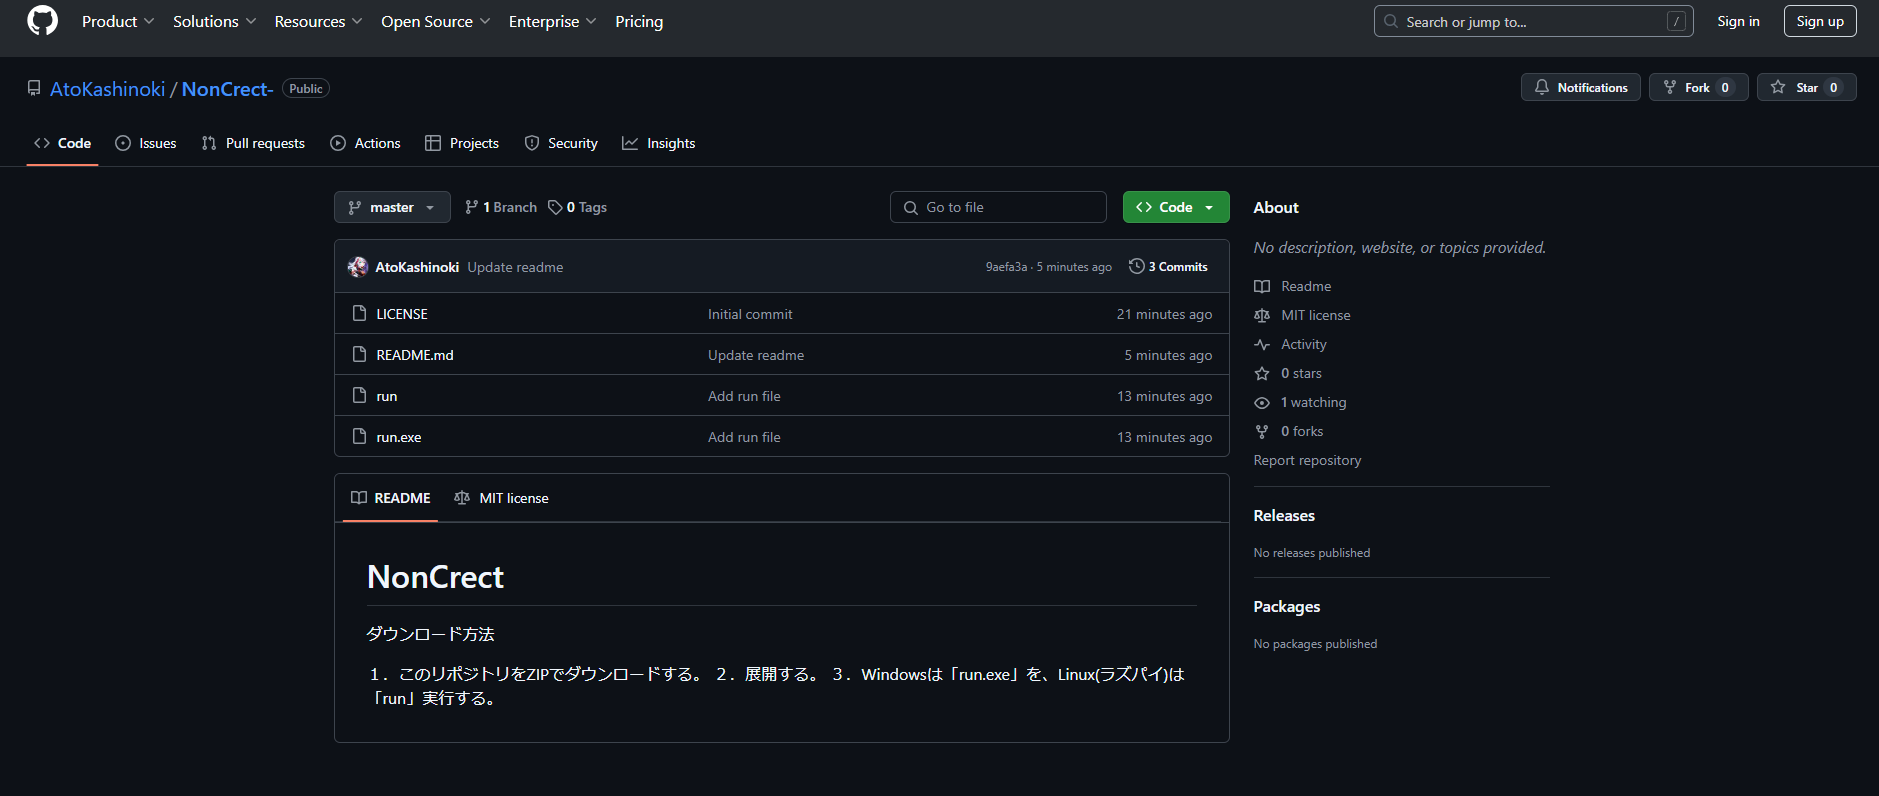 Product Solutions Resources Open Source Enterprise Pricing Search or jump to... / Sign in Sign up
AtoKashinoki / NonCrect- Public Notifications Fork 0 Star 0
Code Issues Pull requests Actions Projects Security Insights
master 1 Branch 0 Tags Go to file Code
AtoKashinoki Update readme 9aefa3a · 5 minutes ago 3 Commits
LICENSE Initial commit 21 minutes ago
README.md Update readme 5 minutes ago
run Add run file 13 minutes ago
run.exe Add run file 13 minutes ago
README MIT license
NonCrect
ダウンロード方法
１．このリポジトリをZIPでダウンロードする。 ２．展開する。 ３．Windowsは「run.exe」を、Linux(ラズパイ)は
「run」実行する。
About
No description, website, or topics provided.
Readme
MIT license
Activity
0 stars
1 watching
0 forks
Report repository
Releases
No releases published
Packages
No packages published